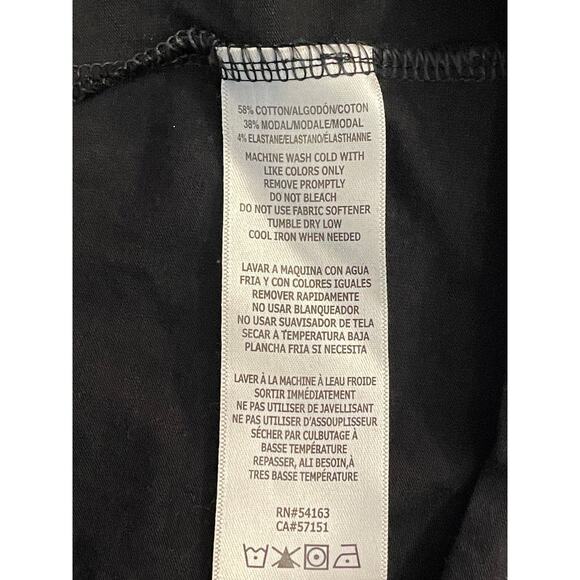 58% COTTON/ALGODÓN/COTON
38% MODAL/MODALE/MODAL
4% ELASTANE/ELASTANO/ÉLASTHANNE
MACHINE WASH COLD WITH
LIKE COLORS ONLY
REMOVE PROMPTLY
DO NOT BLEACH
DO NOT USE FABRIC SOFTENER
TUMBLE DRY LOW
COOL IRON WHEN NEEDED
LAVAR A MAQUINA CON AGUA
FRIA Y CON COLORES IGUALES
REMOVER RAPIDAMENTE
NO USAR BLANQUEADOR
NO USAR SUAVISADOR DE TELA
SECAR A TEMPERATURA BAJA
PLANCHA FRIA SI NECESITA
LAVER À LA MACHINE À LEAU FROIDE
SORTIR IMMÉDIATEMENT
NE PAS UTILISER DE JAVELLISANT
NE PAS UTILISER D'ASSOUPLISSEUR
SÉCHER PAR CULBUTAGE À
BASSE TEMPÉRATURE
REPASSER, ALI BESOIN,À
TRES BASSE TEMPÉRATURE
RN#54163
CA#57151